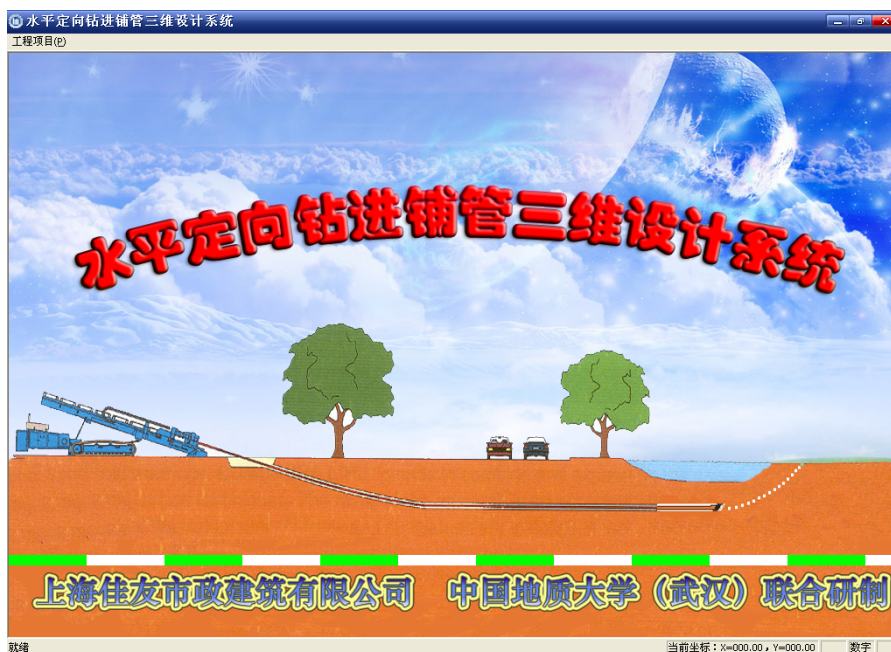 水平定向钻进铺管三维设计系统
工程项目(P)
水平定向钻进铺管三维设计系统
上海佳友市政建筑有限公司 中国地质大学（武汉）联合研制
就绪 当前坐标：X=000.00，Y=000.00 数字